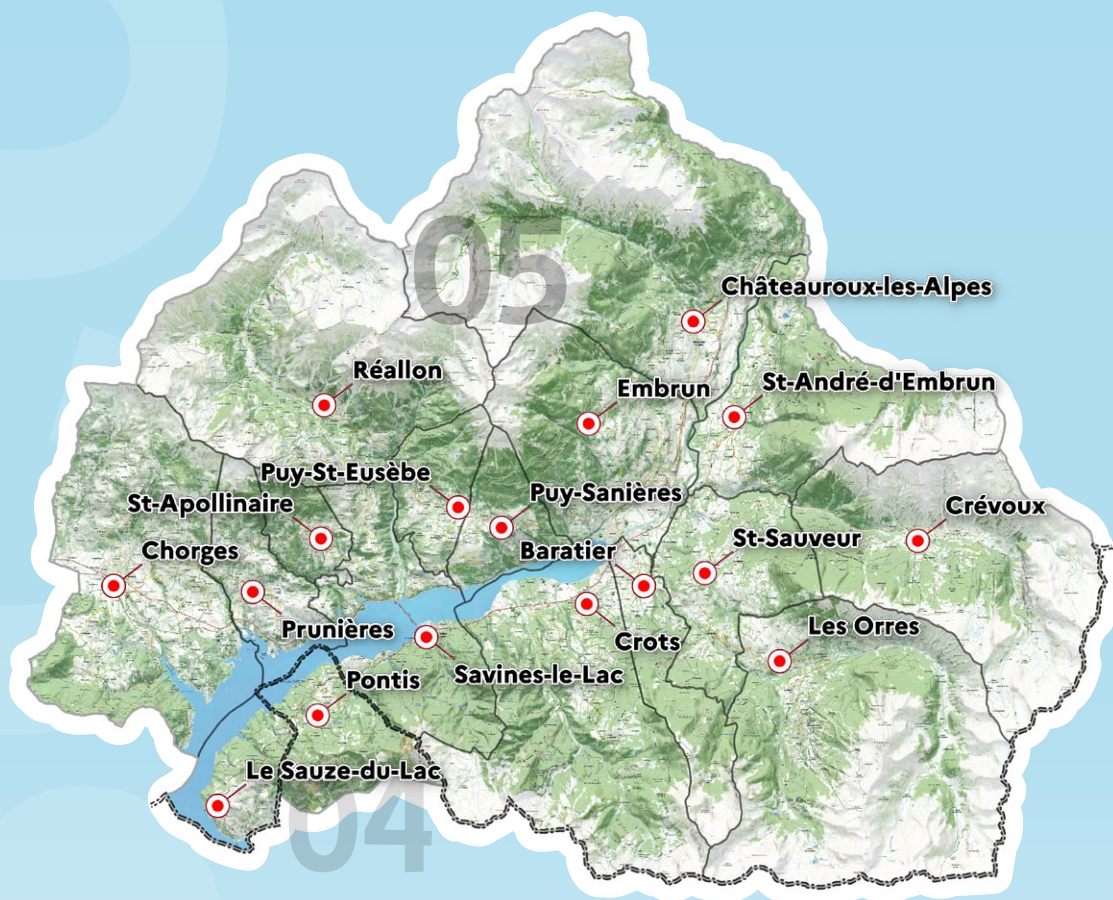 05
Châteauroux-les-Alpes
Réallon
Embrun
St-André-d'Embrun
Puy-St-Eusèbe
Puy-Sanières
St-Apollinaire
Crévoux
Chorges
Baratier
St-Sauveur
Prunières
Crots
Les Orres
Savines-le-Lac
Pontis
Le Sauze-du-Lac
04